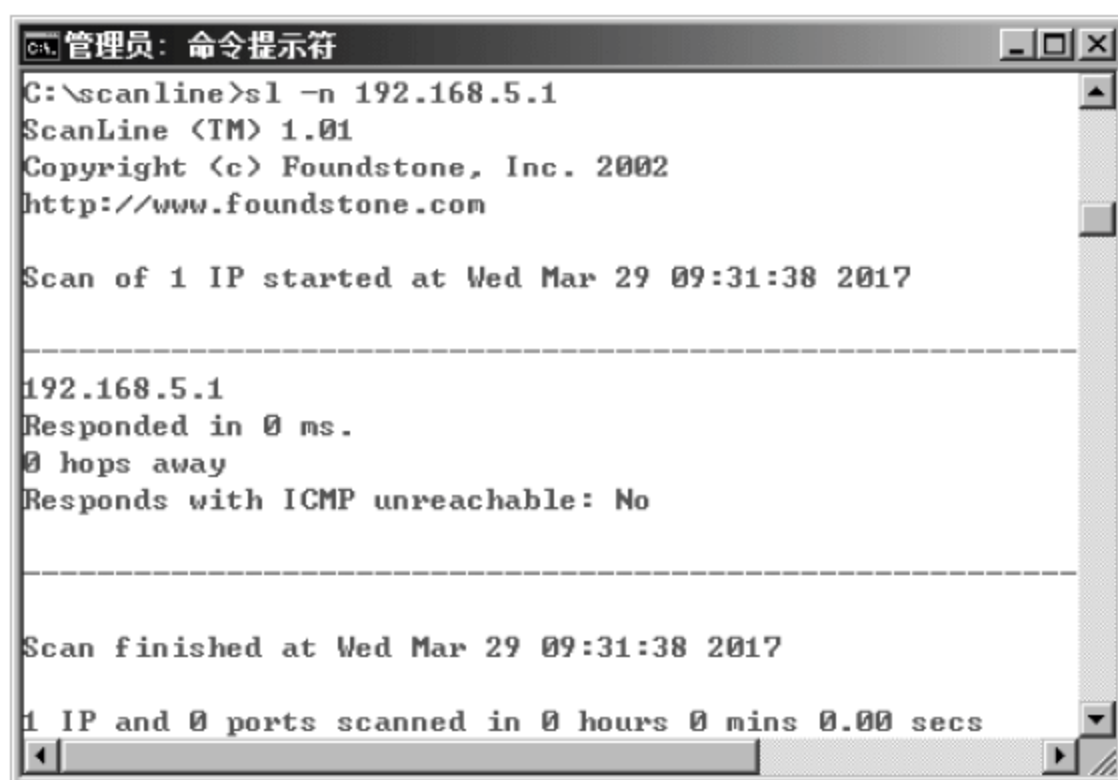 管理员: 命令提示符
C:\scanline>sl -n 192.168.5.1
ScanLine (TM) 1.01
Copyright (c) Foundstone, Inc. 2002
http://www.foundstone.com
Scan of 1 IP started at Wed Mar 29 09:31:38 2017
192.168.5.1
Responded in 0 ms.
0 hops away
Responds with ICMP unreachable: No
Scan finished at Wed Mar 29 09:31:38 2017
1 IP and 0 ports scanned in 0 hours 0 mins 0.00 secs